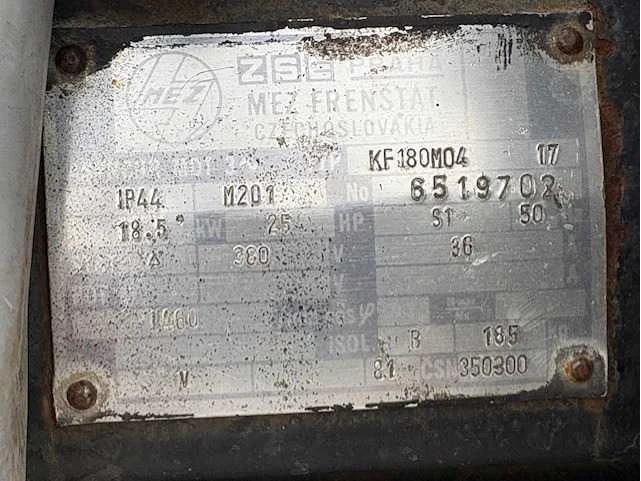 MEZ ZSE PRAHA
MEZ FRENŠTÁT
CZECHOSLOVAKIA
KF180M04 17
IP44 M201 No 6519702
18.5 kW 25 HP S1 50
△ 380 V 36 A
V
1460
ISOL B 185 KG
V 81 ČSN 350300